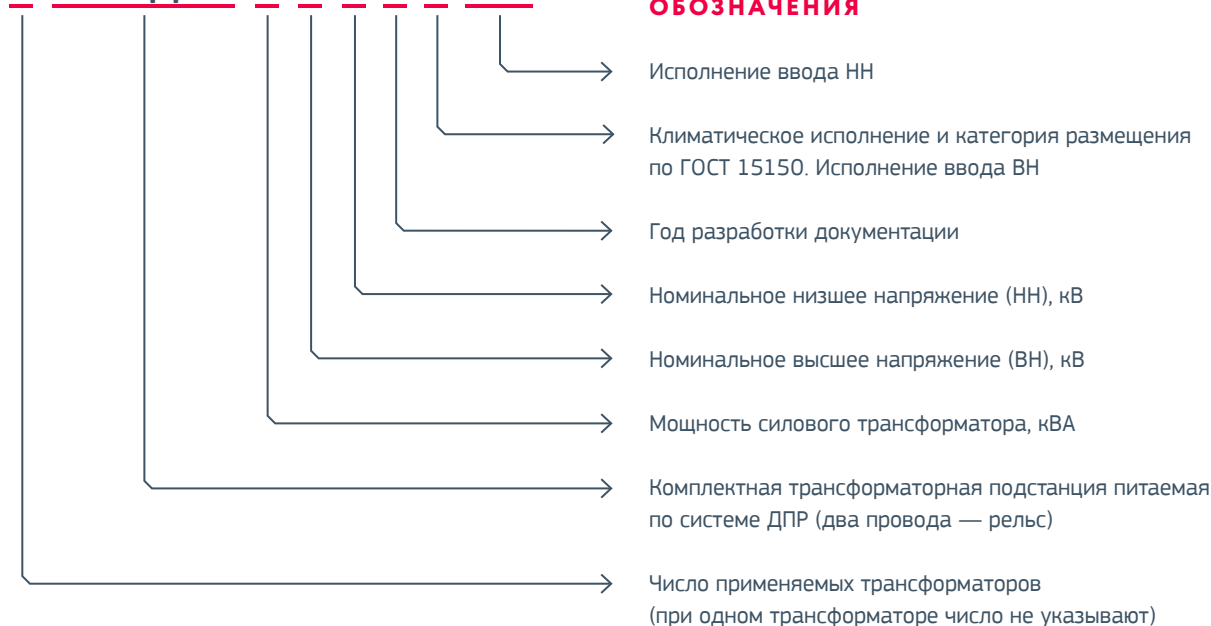 ОБОЗНАЧЕНИЯ
Исполнение ввода НН
Климатическое исполнение и категория размещения
по ГОСТ 15150. Исполнение ввода ВН
Год разработки документации
Номинальное низшее напряжение (НН), кВ
Номинальное высшее напряжение (ВН), кВ
Мощность силового трансформатора, кВА
Комплектная трансформаторная подстанция питаемая
по системе ДПР (два провода — рельс)
Число применяемых трансформаторов
(при одном трансформаторе число не указывают)